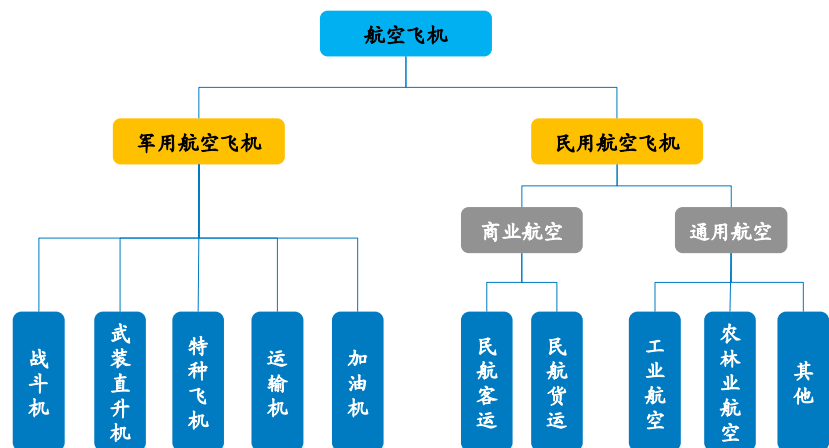 航空飞机
军用航空飞机
民用航空飞机
商业航空
通用航空
战斗机
武装直升机
特种飞机
运输机
加油机
民航客运
民航货运
工业航空
农林业航空
其他